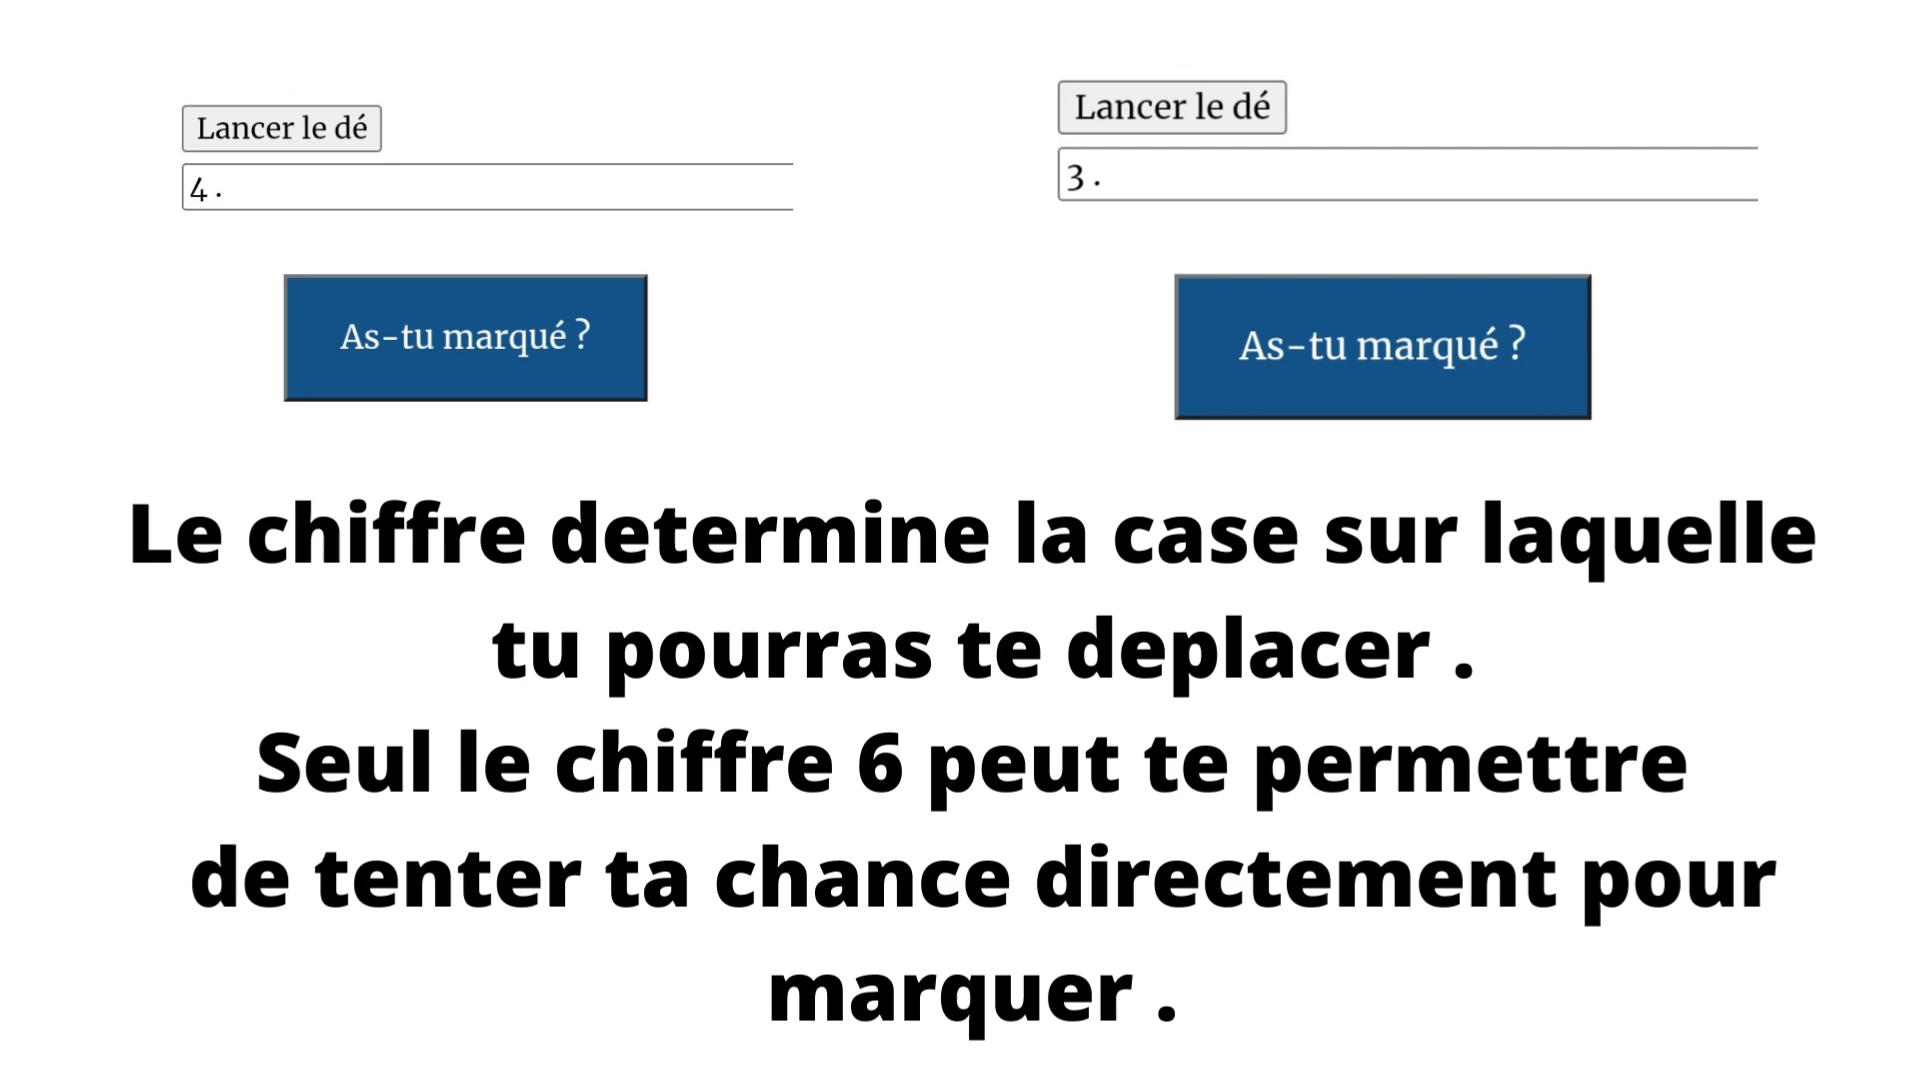 Lancer le dé
4 .
As-tu marqué ?
Lancer le dé
3 .
As-tu marqué ?
Le chiffre determine la case sur laquelle
tu pourras te deplacer .
Seul le chiffre 6 peut te permettre
de tenter ta chance directement pour
marquer .